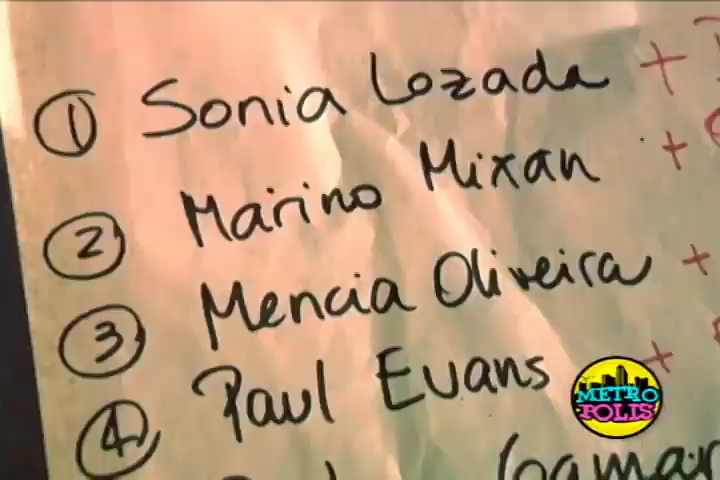 1 Sonia Lozada +
2 Marino Mixan +
3 Mencia Oliveira +
4 Paul Evans +
METRO
POLIS